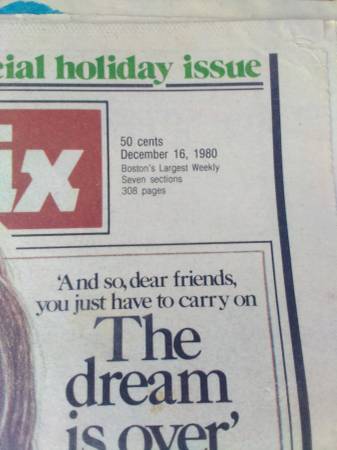 cial holiday issue
ix
50 cents
December 16, 1980
Boston's Largest Weekly
Seven sections
308 pages
'And so, dear friends,
you just have to carry on
The
dream
is over'